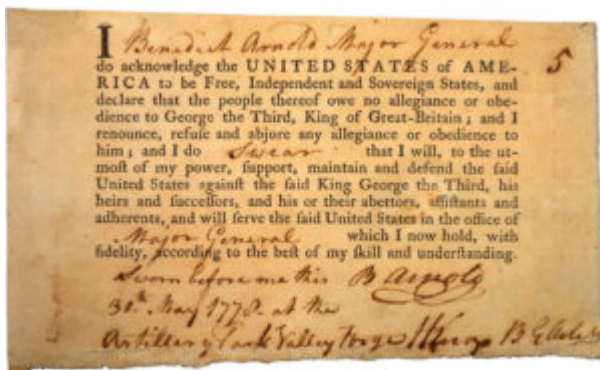 I Benedict Arnold Major General
do acknowledge the UNITED STATES of AME-
RICA to be Free, Independent and Sovereign States, and
declare that the people thereof owe no allegiance or obe-
dience to George the Third, King of Great-Britain; and I
renounce, refuſe and abjure any allegiance or obedience to
him; and I do Swear that I will, to the ut-
moſt of my power, ſupport, maintain and defend the ſaid
United States againſt the ſaid King George the Third, his
heirs and ſucceſſors, and his or their abettors, aſſiſtants and
adherents, and will ſerve the ſaid United States in the office of
Major General which I now hold, with
fidelity, according to the beſt of my ſkill and underſtanding.
Sworn before me this B Arnold
30th May 1778 at the
Artillery Park Valley Forge HKnox
5